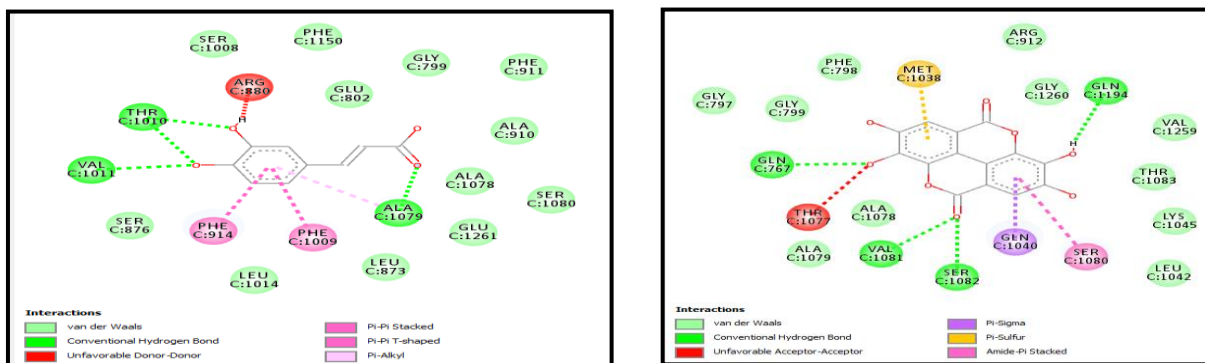 SER
C:1008
PHE
C:1150
GLY
C:799
PHE
C:911
ARG
C:880
GLU
C:802
THR
C:1010
H
ALA
C:910
VAL
C:1011
ALA
C:1078
SER
C:1080
ALA
C:1079
SER
C:876
PHE
C:914
PHE
C:1009
GLU
C:1261
LEU
C:873
LEU
C:1014
Interactions
van der Waals
Conventional Hydrogen Bond
Unfavorable Donor-Donor
Pi-Pi Stacked
Pi-Pi T-shaped
Pi-Alkyl
ARG
C:912
PHE
C:798
MET
C:1038
GLY
C:1260
GLN
C:1194
GLY
C:797
GLY
C:799
VAL
C:1259
H
GLN
C:767
THR
C:1083
THR
C:1077
ALA
C:1078
LYS
C:1045
ALA
C:1079
VAL
C:1081
GLN
C:1040
SER
C:1080
SER
C:1082
LEU
C:1042
Interactions
van der Waals
Conventional Hydrogen Bond
Unfavorable Acceptor-Acceptor
Pi-Sigma
Pi-Sulfur
Amide-Pi Stacked